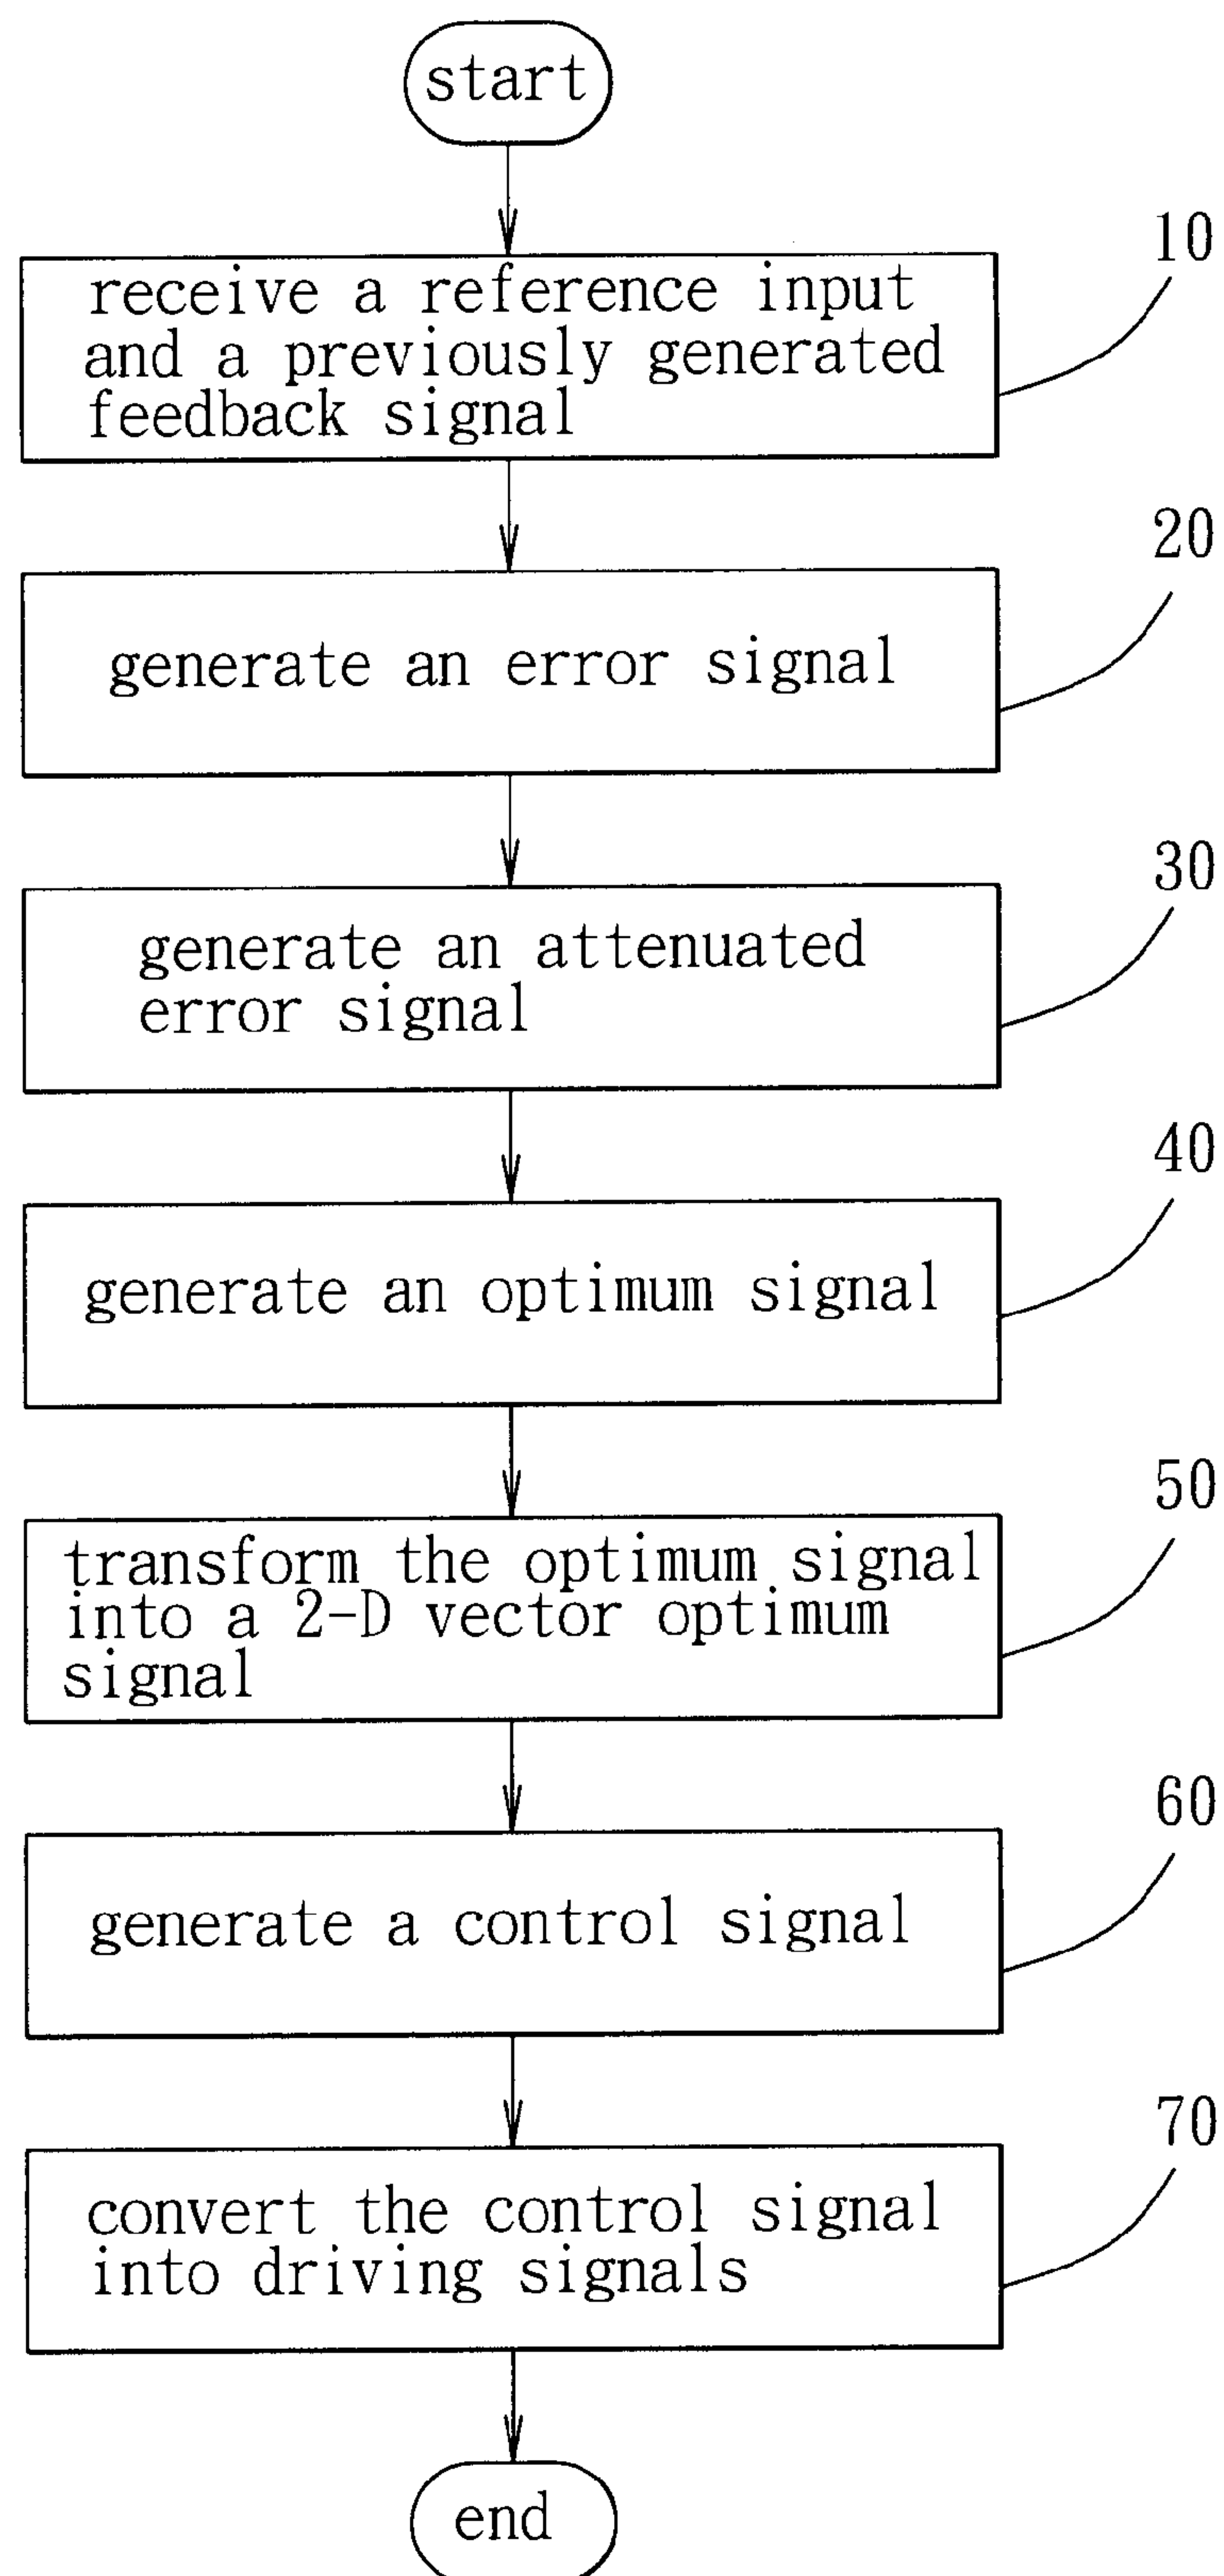 start
10
receive a reference input
and a previously generated
feedback signal
20
generate an error signal
30
generate an attenuated
error signal
40
generate an optimum signal
50
transform the optimum signal
into a 2-D vector optimum
signal
60
generate a control signal
70
convert the control signal
into driving signals
end